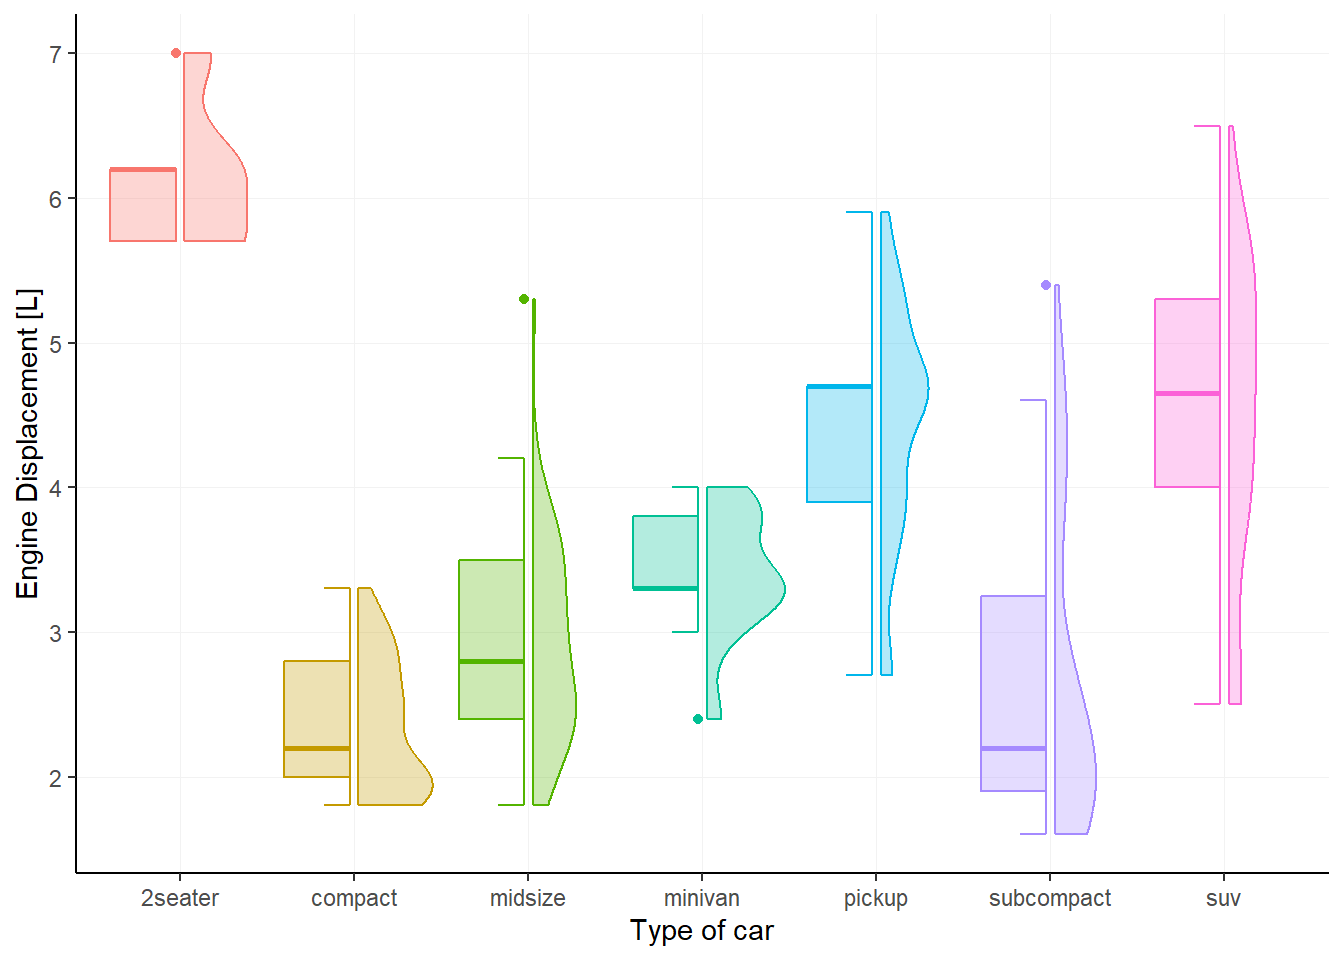 Engine Displacement [L]
7
6
5
4
3
2
2seater compact midsize minivan pickup subcompact suv
Type of car